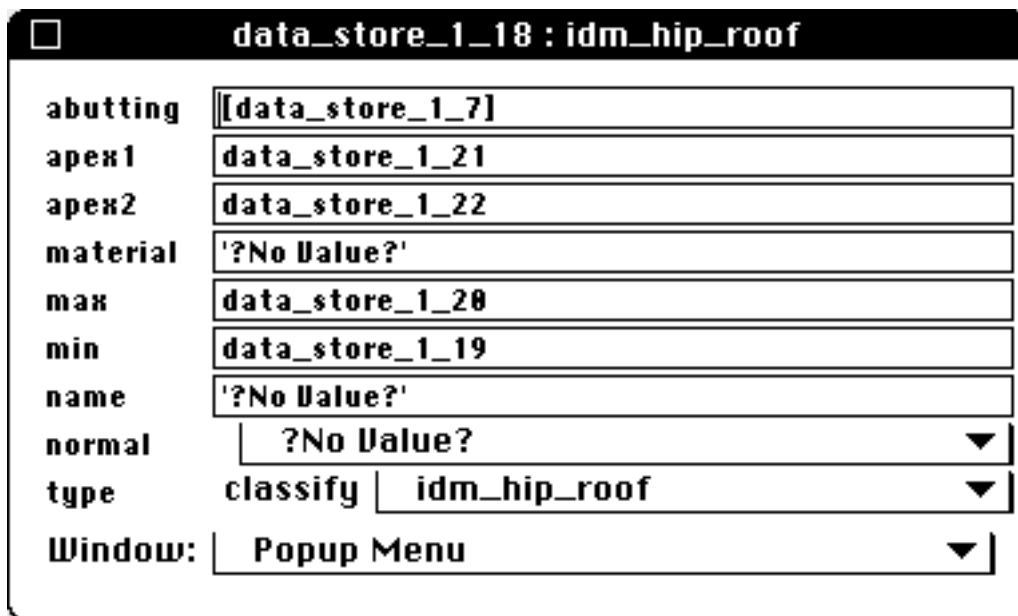 data_store_1_18 : idm_hip_roof
abutting [data_store_1_7]
apex1 data_store_1_21
apex2 data_store_1_22
material '?No Value?'
max data_store_1_20
min data_store_1_19
name '?No Value?'
normal ?No Value?
type classify idm_hip_roof
Window: Popup Menu